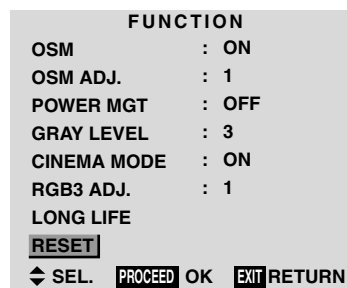 FUNCTION
OSM : ON
OSM ADJ. : 1
POWER MGT : OFF
GRAY LEVEL : 3
CINEMA MODE : ON
RGB3 ADJ. : 1
LONG LIFE
RESET
SEL. PROCEED OK EXIT RETURN